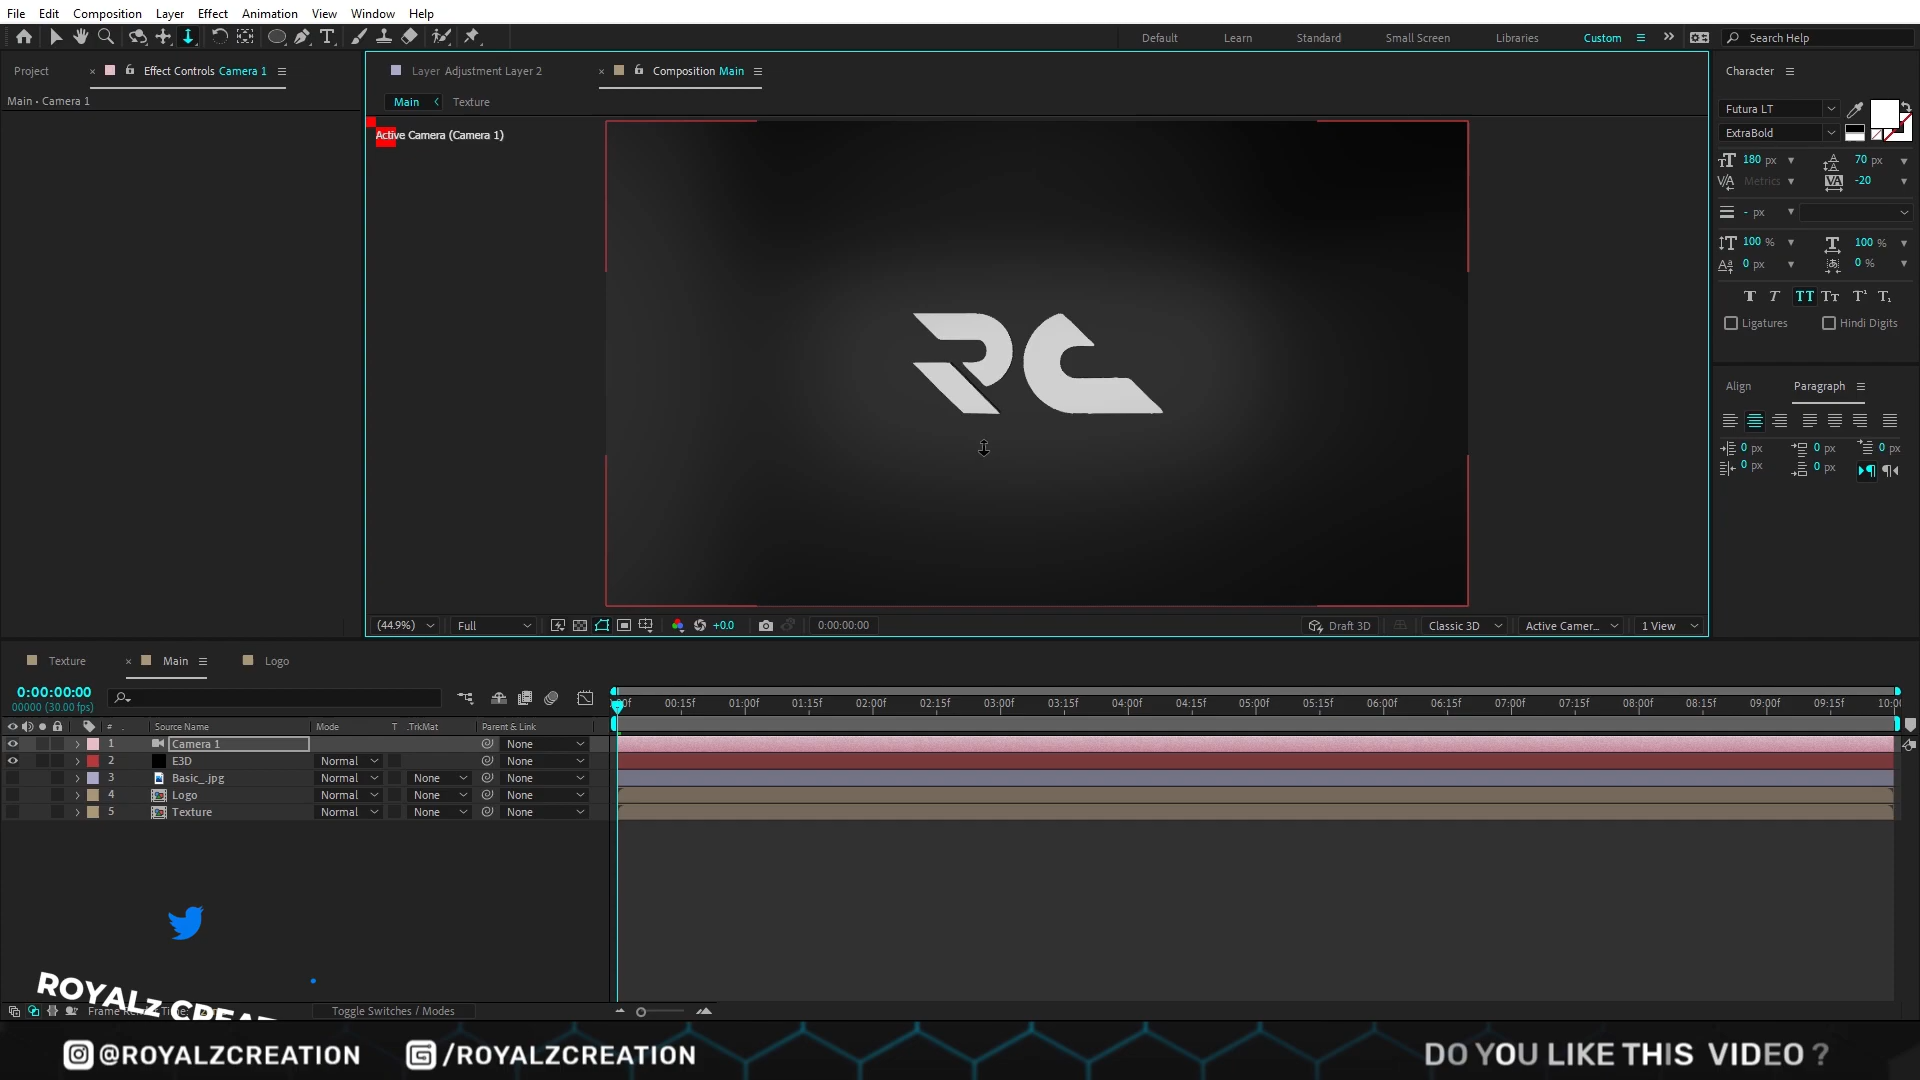 File Edit Composition Layer Effect Animation View Window Help
Default Learn Standard Small Screen Libraries Custom Search Help
Project Effect Controls Camera 1
Main • Camera 1
Layer Adjustment Layer 2 Composition Main
Main Texture
Active Camera (Camera 1)
RC
Character
Futura LT
ExtraBold
180 px 70 px
Metrics -20
- px
100 % 100 %
0 px 0 %
Ligatures Hindi Digits
Align Paragraph
0 px 0 px 0 px
0 px 0 px
(44.9%) Full +0.0 0:00:00:00 Draft 3D Classic 3D Active Camer... 1 View
Texture Main Logo
0:00:00:00
00000 (30.00 fps)
00:15f 01:00f 01:15f 02:00f 02:15f 03:00f 03:15f 04:00f 04:15f 05:00f 05:15f 06:00f 06:15f 07:00f 07:15f 08:00f 08:15f 09:00f 09:15f
# Source Name Mode T .TrkMat Parent & Link
1 Camera 1 None
2 E3D Normal None
3 Basic_.jpg Normal None None
4 Logo Normal None None
5 Texture Normal None None
ROYALZ
Toggle Switches / Modes
@ROYALZCREATION /ROYALZCREATION DO YOU LIKE THIS VIDEO ?